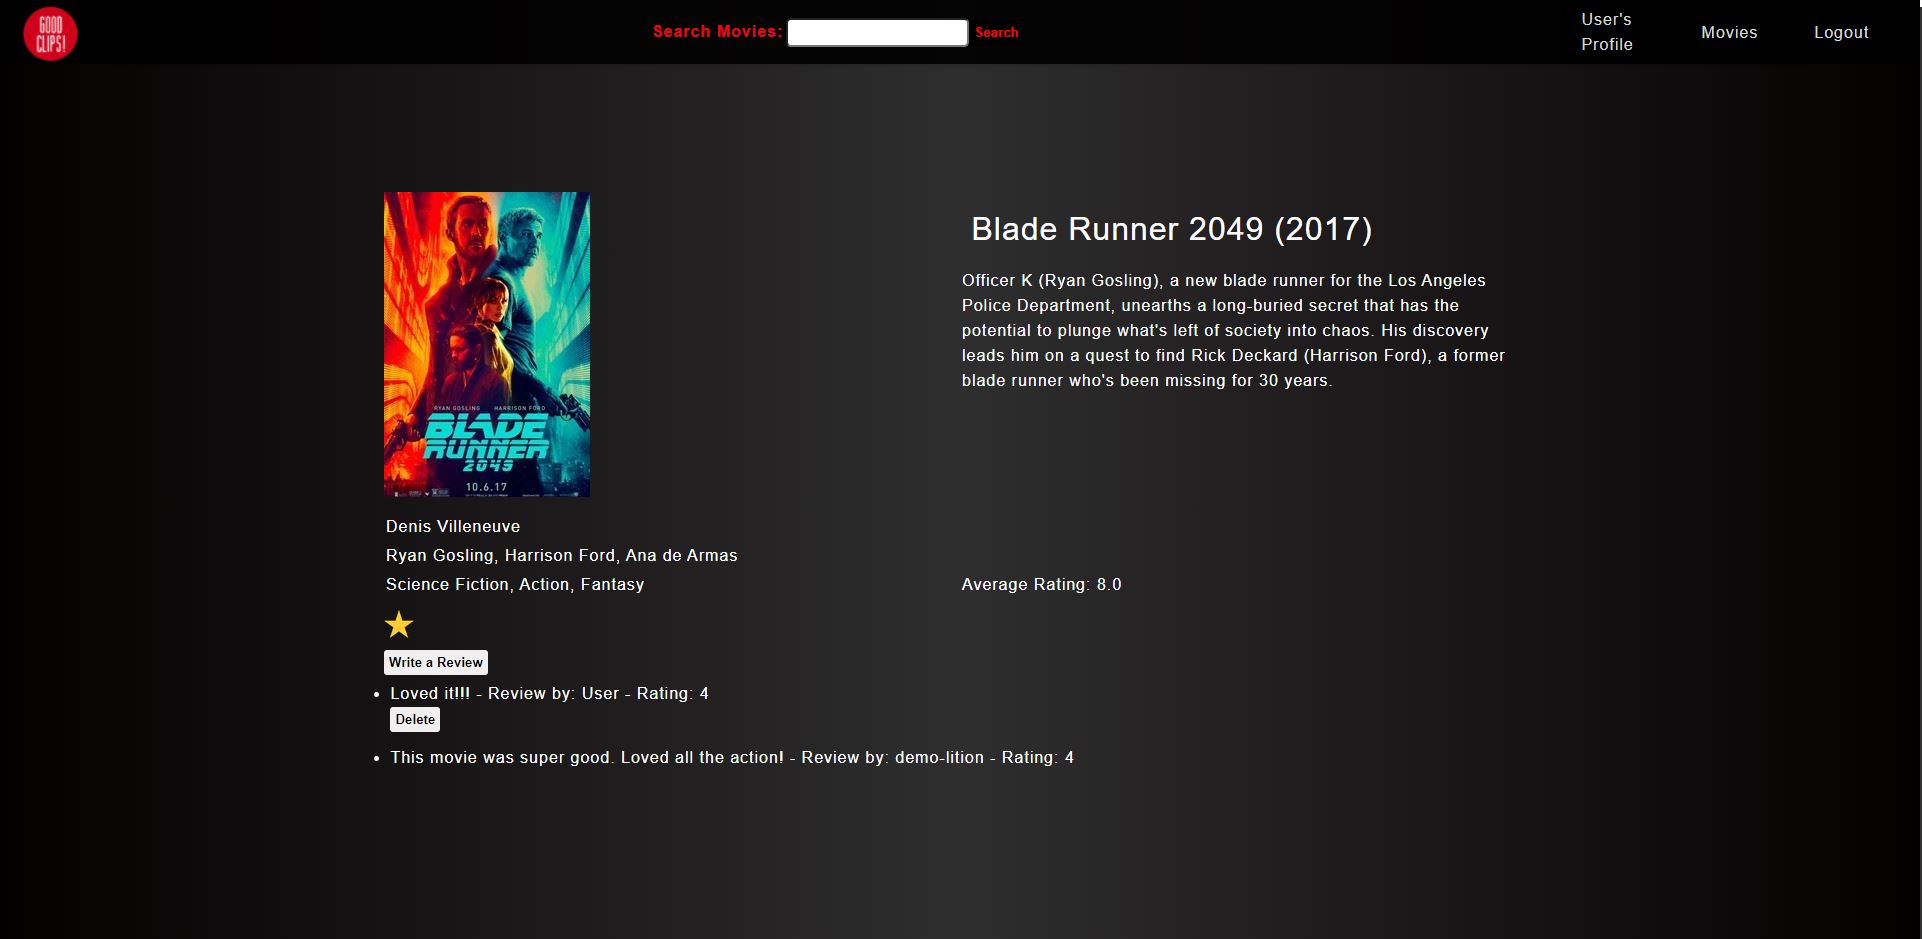 GOOD
CLIPS!
Search Movies:
Search
User's
Profile
Movies
Logout
RYAN GOSLING HARRISON FORD
BLADE
RUNNER
2049
10.6.17
Blade Runner 2049 (2017)
Officer K (Ryan Gosling), a new blade runner for the Los Angeles
Police Department, unearths a long-buried secret that has the
potential to plunge what's left of society into chaos. His discovery
leads him on a quest to find Rick Deckard (Harrison Ford), a former
blade runner who's been missing for 30 years.
Denis Villeneuve
Ryan Gosling, Harrison Ford, Ana de Armas
Science Fiction, Action, Fantasy
Average Rating: 8.0
Write a Review
Loved it!!! - Review by: User - Rating: 4
Delete
This movie was super good. Loved all the action! - Review by: demo-lition - Rating: 4